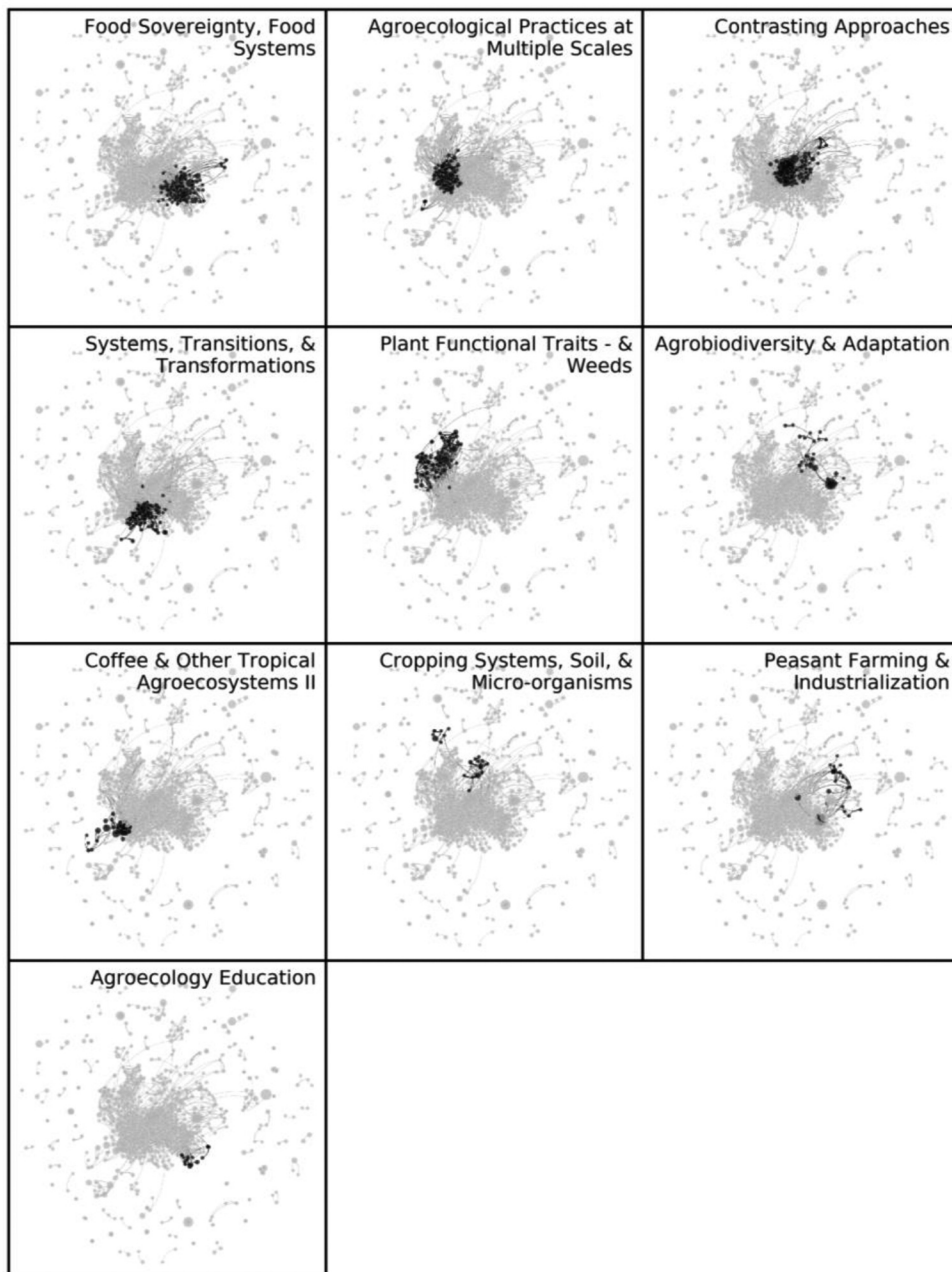 Food Sovereignty, Food
Systems
Agroecological Practices at
Multiple Scales
Contrasting Approaches
Systems, Transitions, &
Transformations
Plant Functional Traits - &
Weeds
Agrobiodiversity & Adaptation
Coffee & Other Tropical
Agroecosystems II
Cropping Systems, Soil, &
Micro-organisms
Peasant Farming &
Industrialization
Agroecology Education